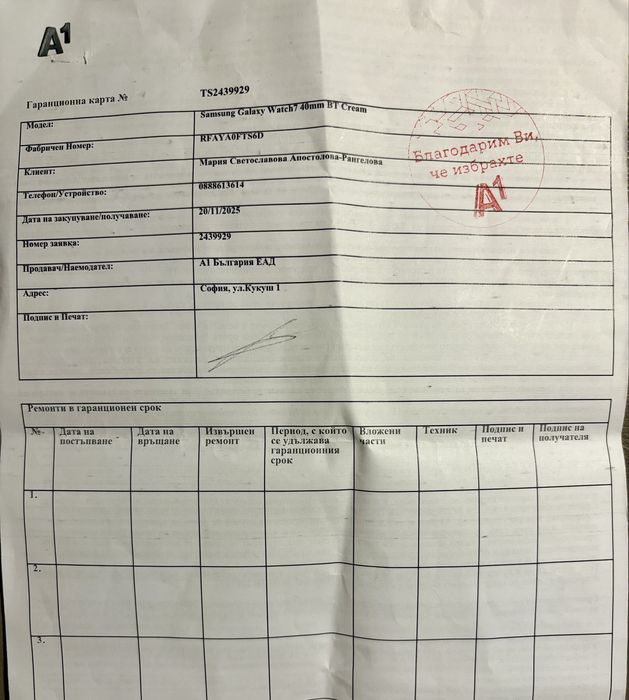 A1
Гаранционна карта № TS2439929
Модел: Samsung Galaxy Watch7 40mm BT Cream
Фабричен Номер: RFAYA0FTS6D
Клиент: Мария Светославова Апостолова-Рангелова
Телефон/Устройство: 0888613614
Дата на закупуване/получаване: 20/11/2025
Номер заявка: 2439929
Продавач/Наемодател: А1 България ЕАД
Адрес: София, ул.Кукуш 1
Подпис и Печат:
Благодарим Ви,
че избрахте
A1
Ремонти в гаранционен срок
№ Дата на постъпване Дата на връщане Извършен ремонт Период, с който се удължава гаранционния срок Вложени части Техник Подпис и печат Подпис на получателя
1.
2.
3.